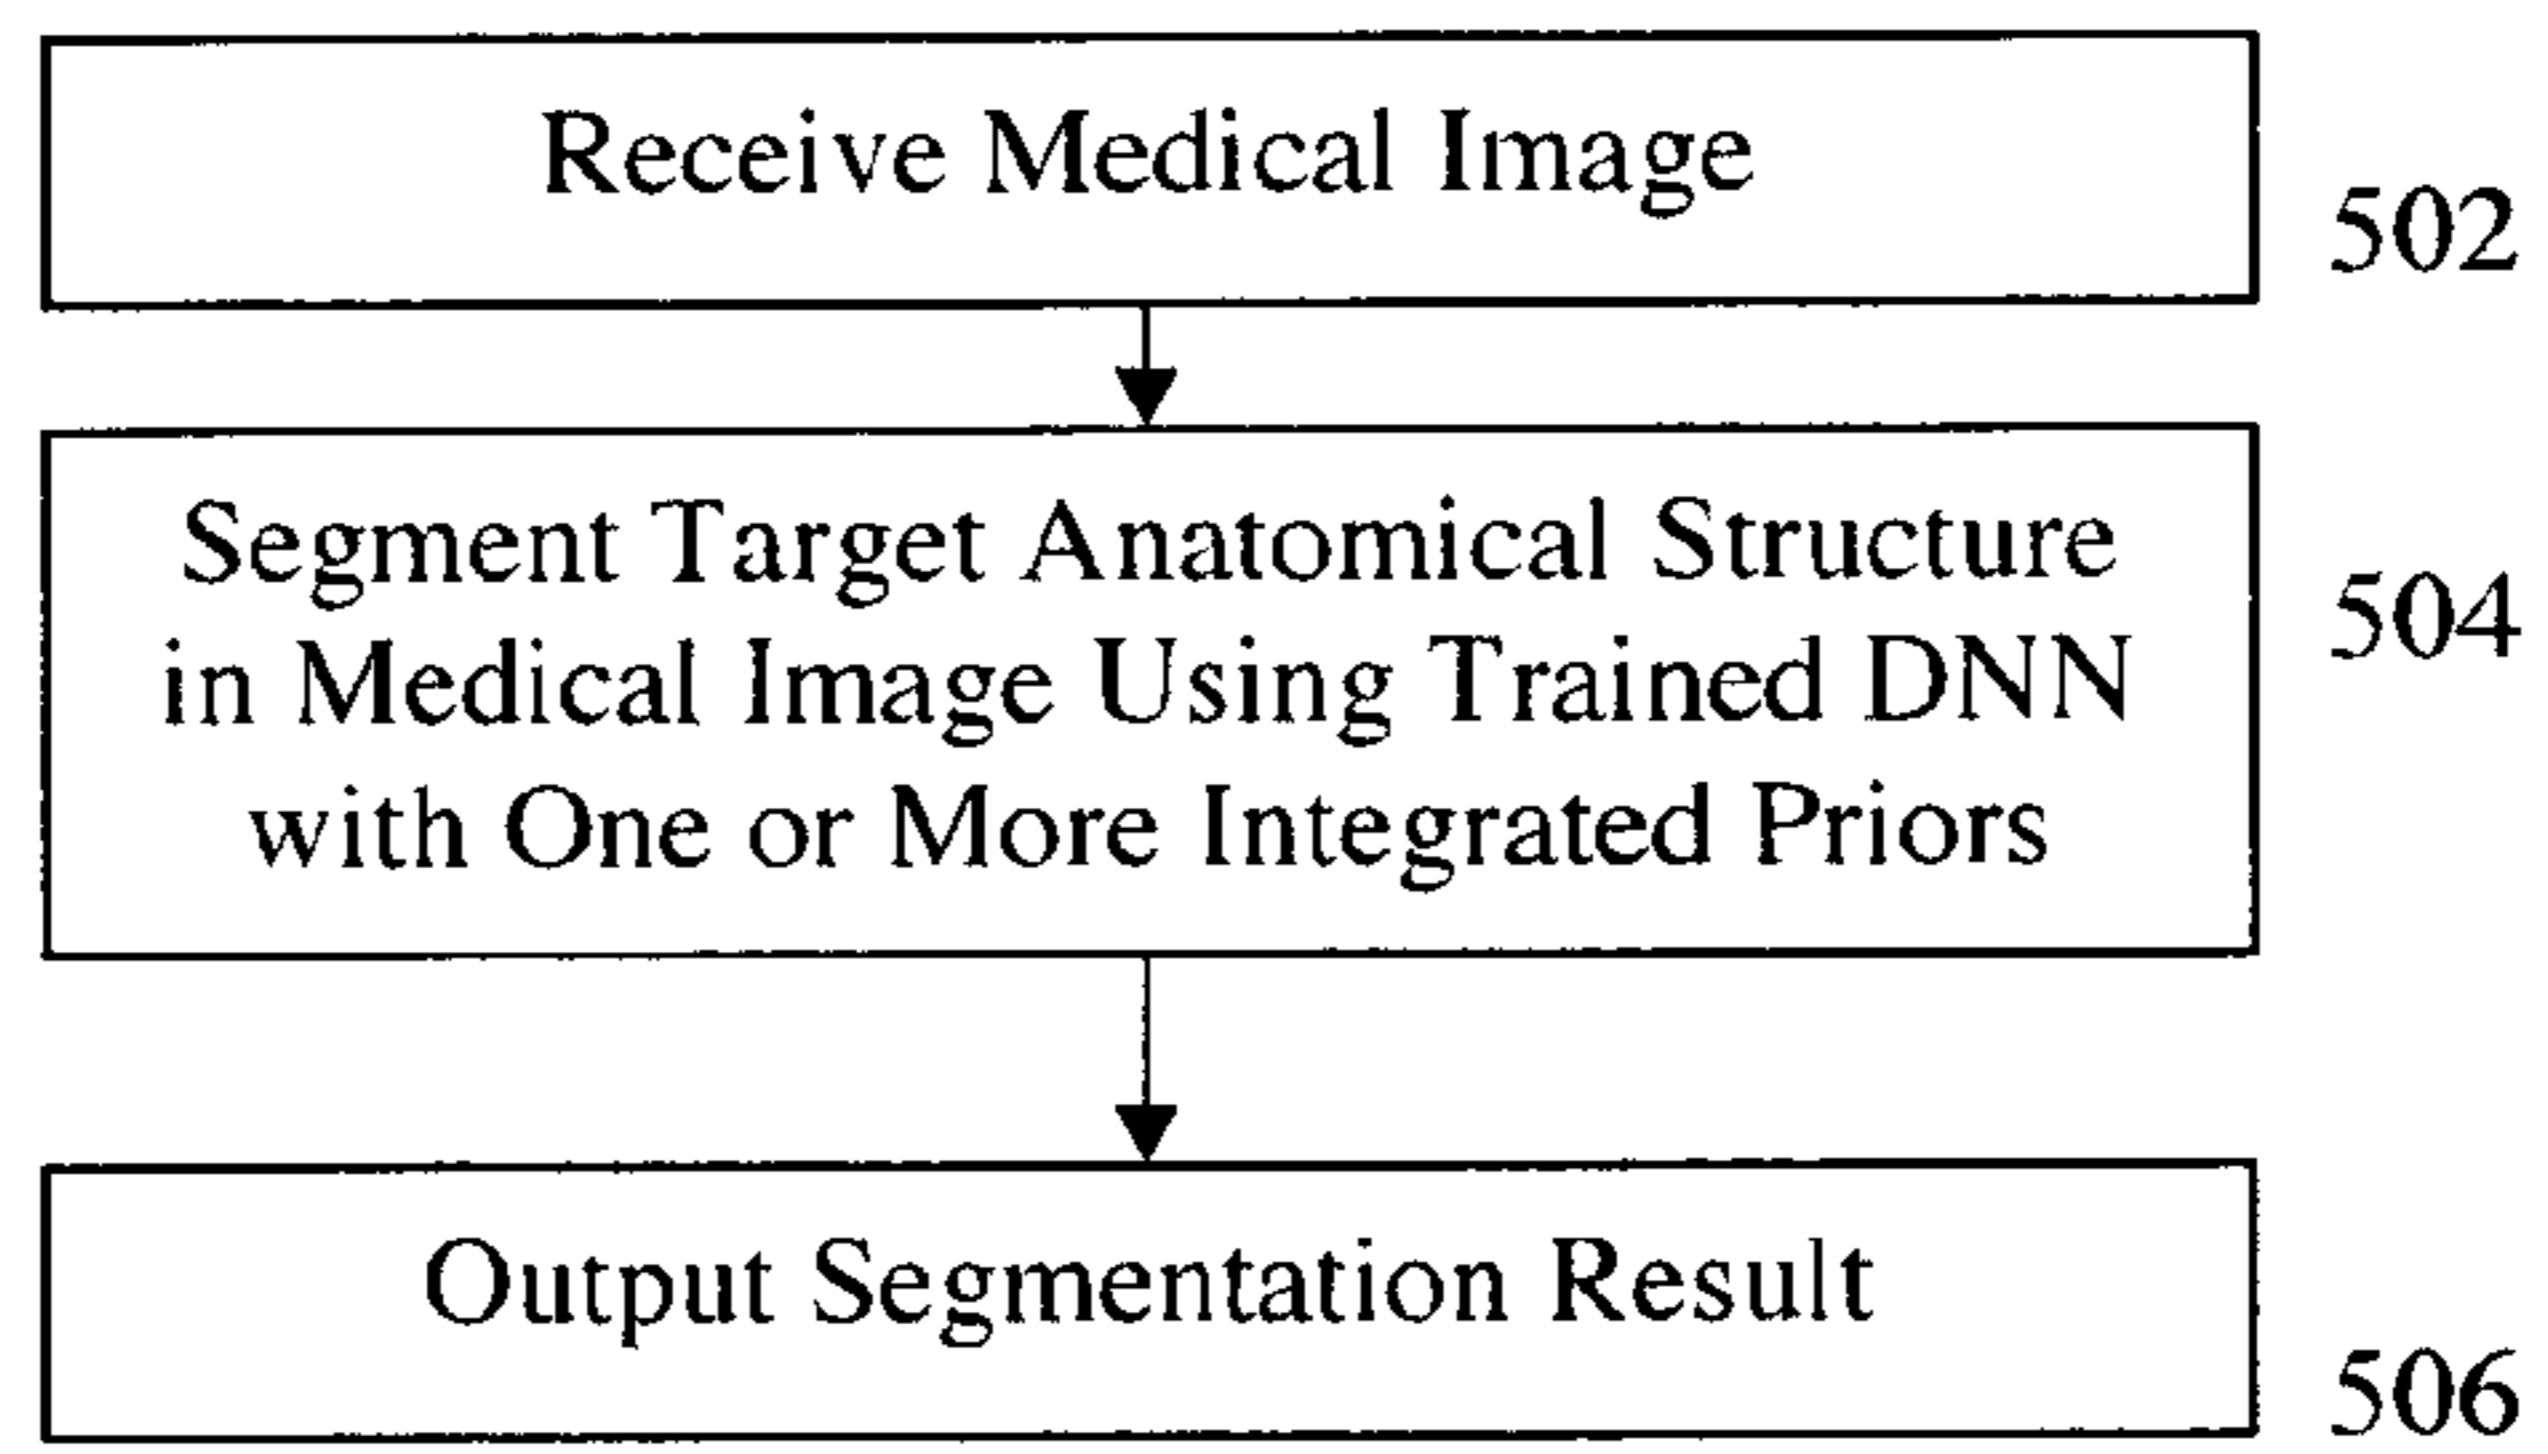 Receive Medical Image
502
Segment Target Anatomical Structure
in Medical Image Using Trained DNN
with One or More Integrated Priors
504
Output Segmentation Result
506